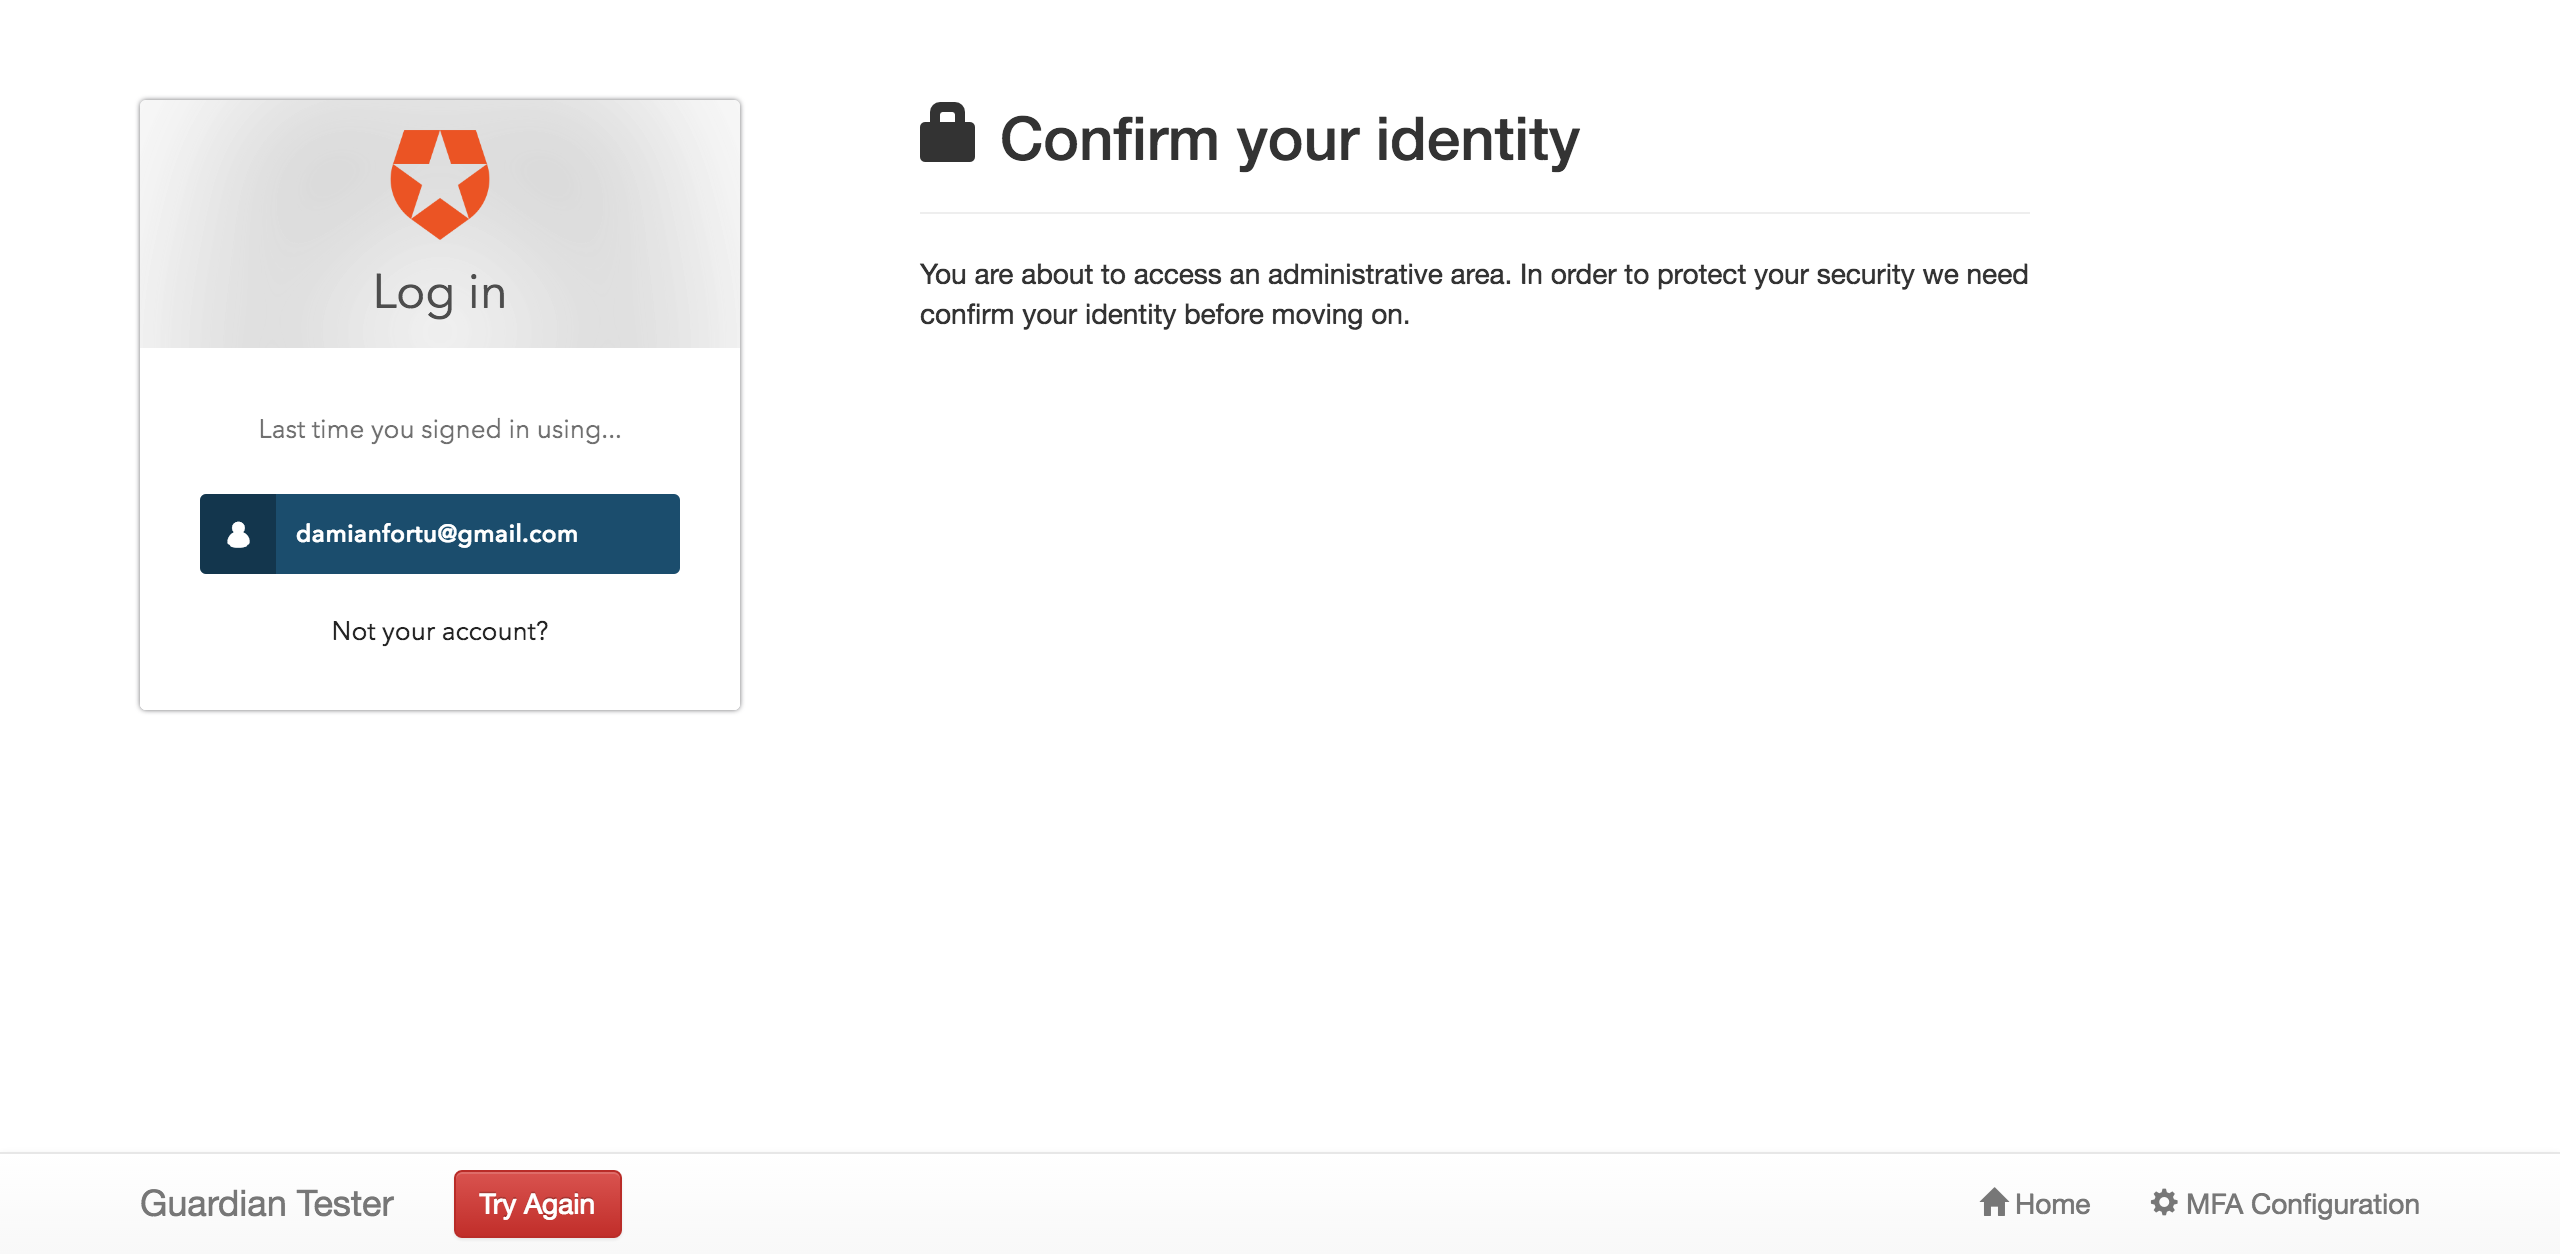 Log in
Last time you signed in using...
damianfortu@gmail.com
Not your account?
Confirm your identity
You are about to access an administrative area. In order to protect your security we need
confirm your identity before moving on.
Guardian Tester
Try Again
Home
MFA Configuration